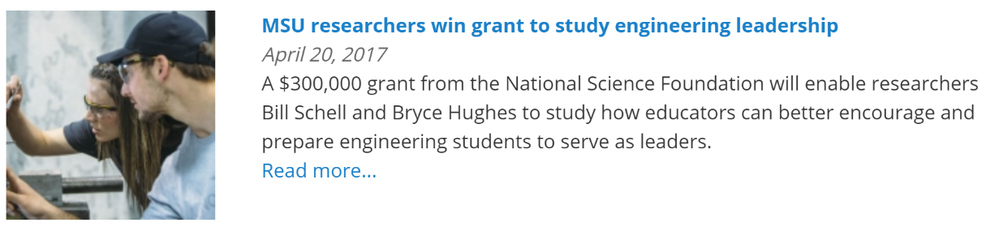 MSU researchers win grant to study engineering leadership
April 20, 2017
A $300,000 grant from the National Science Foundation will enable researchers
Bill Schell and Bryce Hughes to study how educators can better encourage and
prepare engineering students to serve as leaders.
Read more...